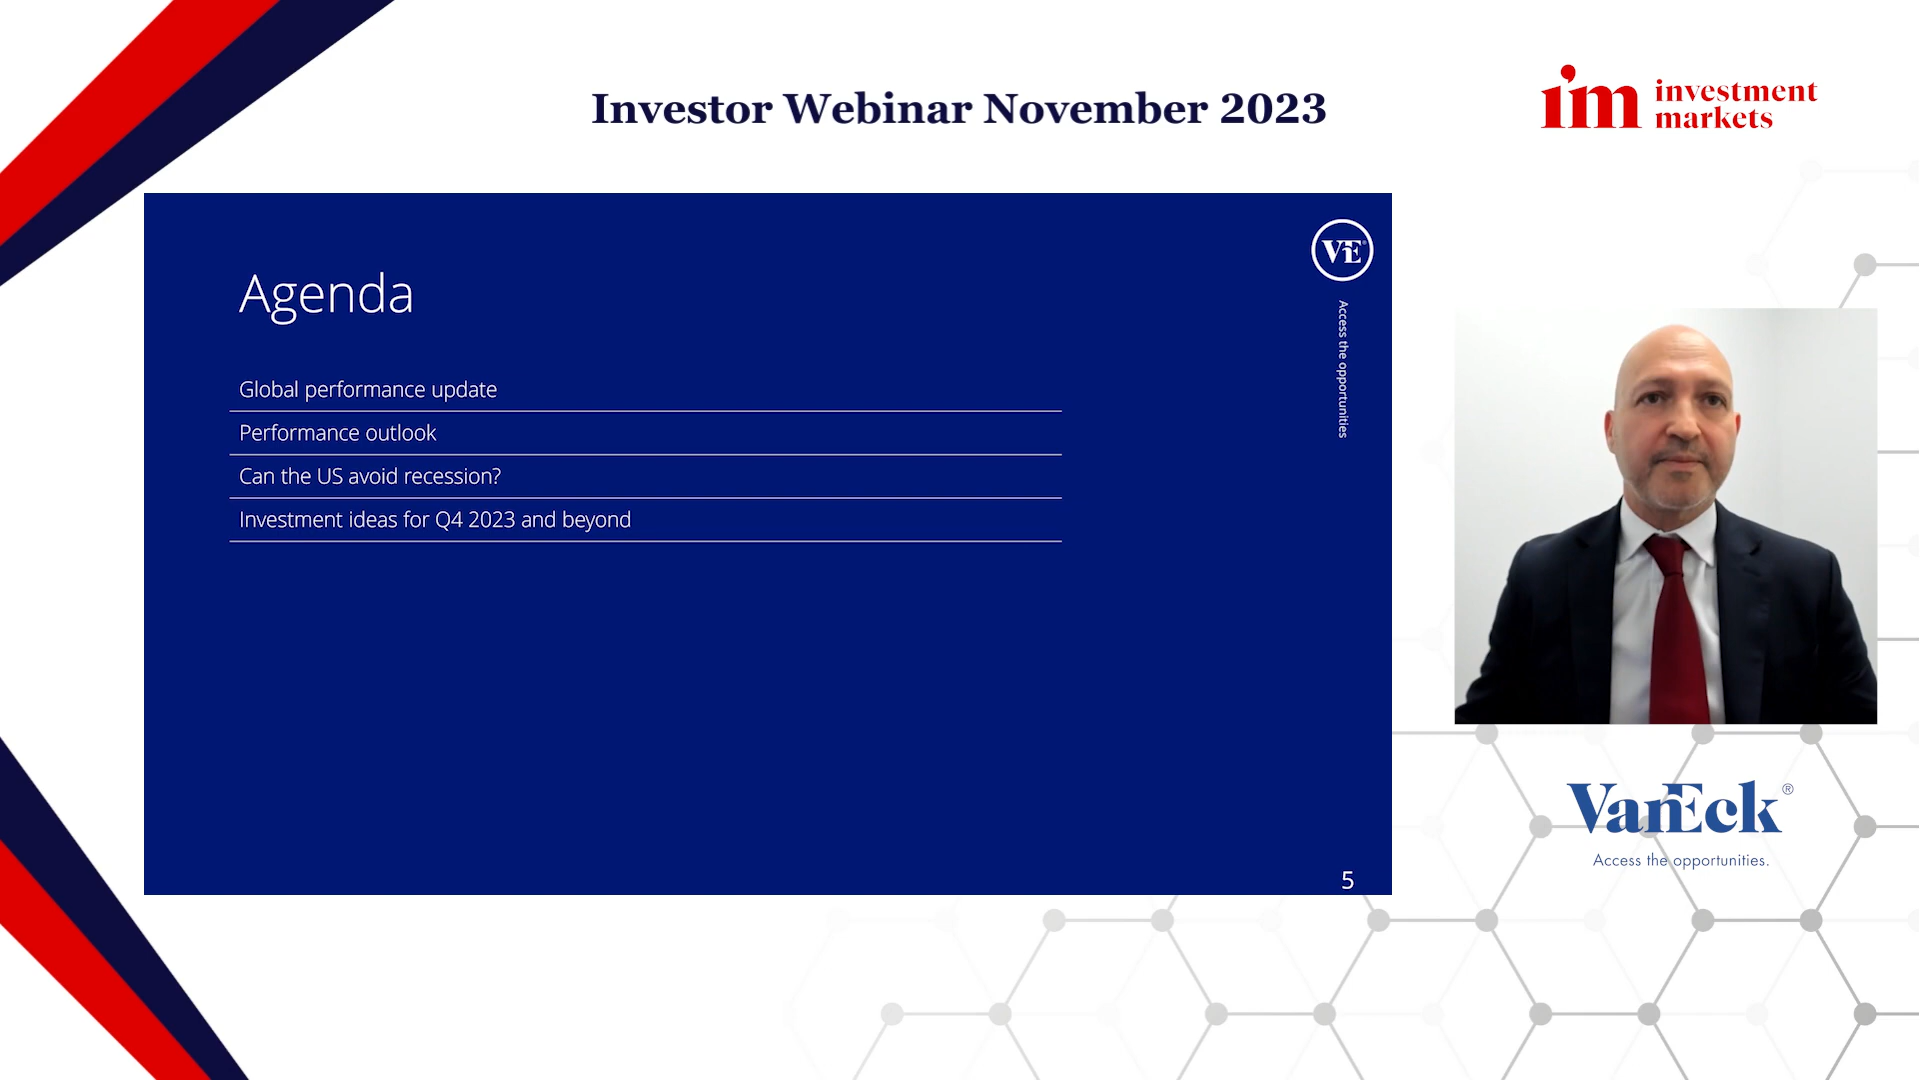 Investor Webinar November 2023
im investment
markets
VE
Access the opportunities
Agenda
Global performance update
Performance outlook
Can the US avoid recession?
Investment ideas for Q4 2023 and beyond
5
VanEck®
Access the opportunities.